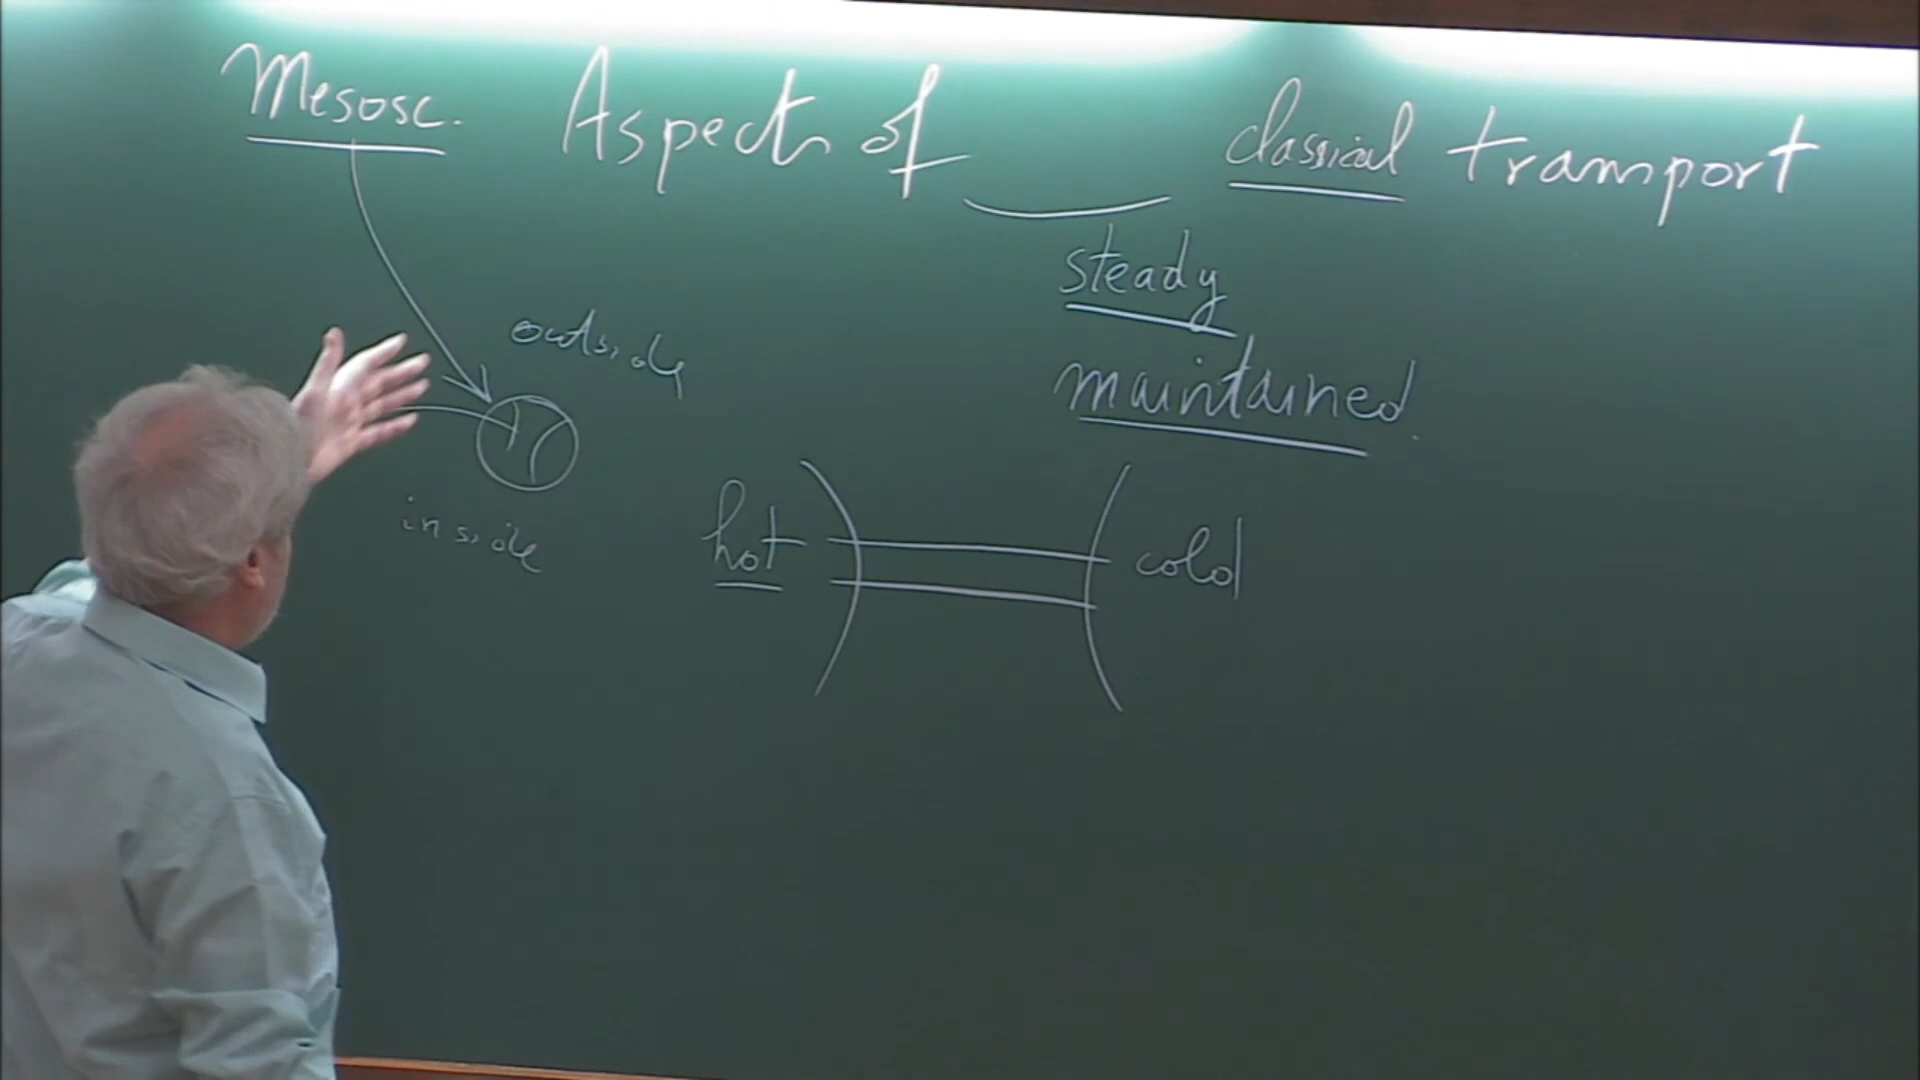 Mesosc. Aspects of classical transport
steady
maintained
outside
inside
hot
cold